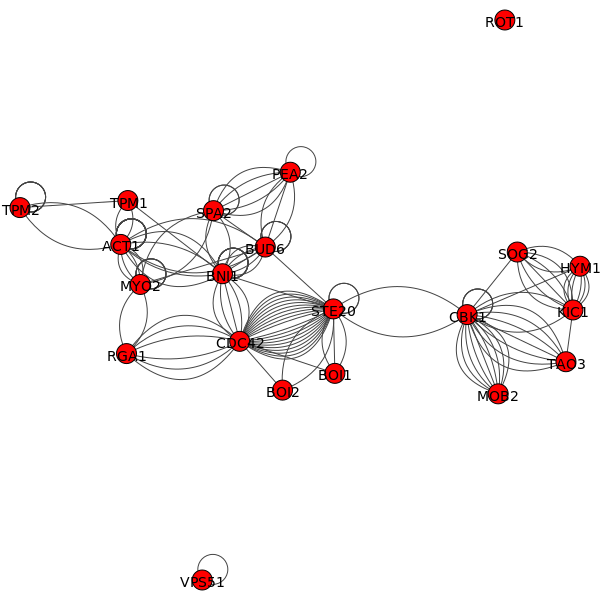 ROT1
PEA2
TPM2
TPM1
SPA2
ACT1
BUD6
SOG2
HYM1
MYO2
BNI1
STE20
CBK1
KIC1
CDC42
RGA1
TAO3
BOI1
BOI2
MOB2
VPS51